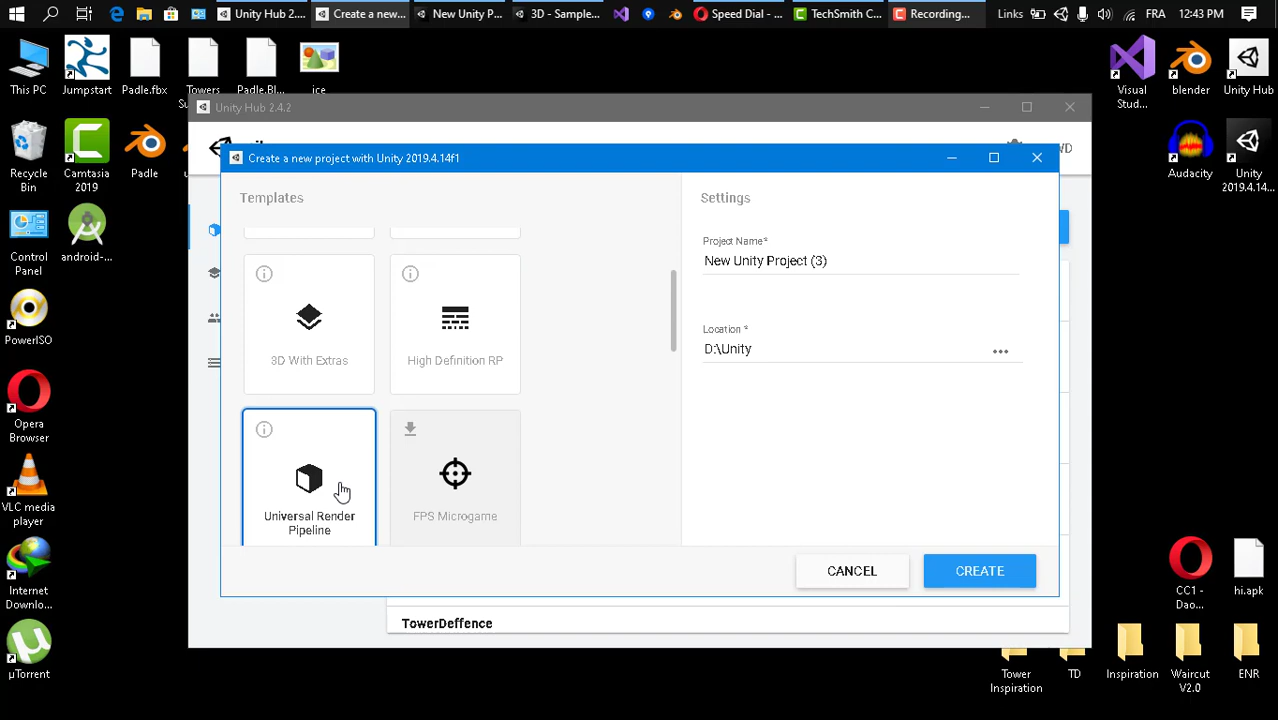 Unity Hub 2....
Create a new...
New Unity P...
3D - Sample...
Speed Dial - ...
TechSmith C...
Recording...
Links
FRA
12:43 PM
This PC
Jumpstart
Padle.fbx
Towers
Padle.Bl...
ice
Visual
Stud...
blender
Unity Hub
Unity Hub 2.4.2
Create a new project with Unity 2019.4.14f1
Recycle
Bin
Camtasia
2019
Padle
Audacity
Unity
2019.4.14...
Templates
Settings
Control
Panel
android-...
Project Name*
New Unity Project (3)
Location *
D:\Unity
PowerISO
3D With Extras
High Definition RP
Opera
Browser
VLC media
player
Universal Render
Pipeline
FPS Microgame
CANCEL
CREATE
Internet
Downlo...
CC1 -
Dao...
hi.apk
TowerDeffence
µTorrent
Tower
Inspiration
TD
Inspiration
Waircut
V2.0
ENR